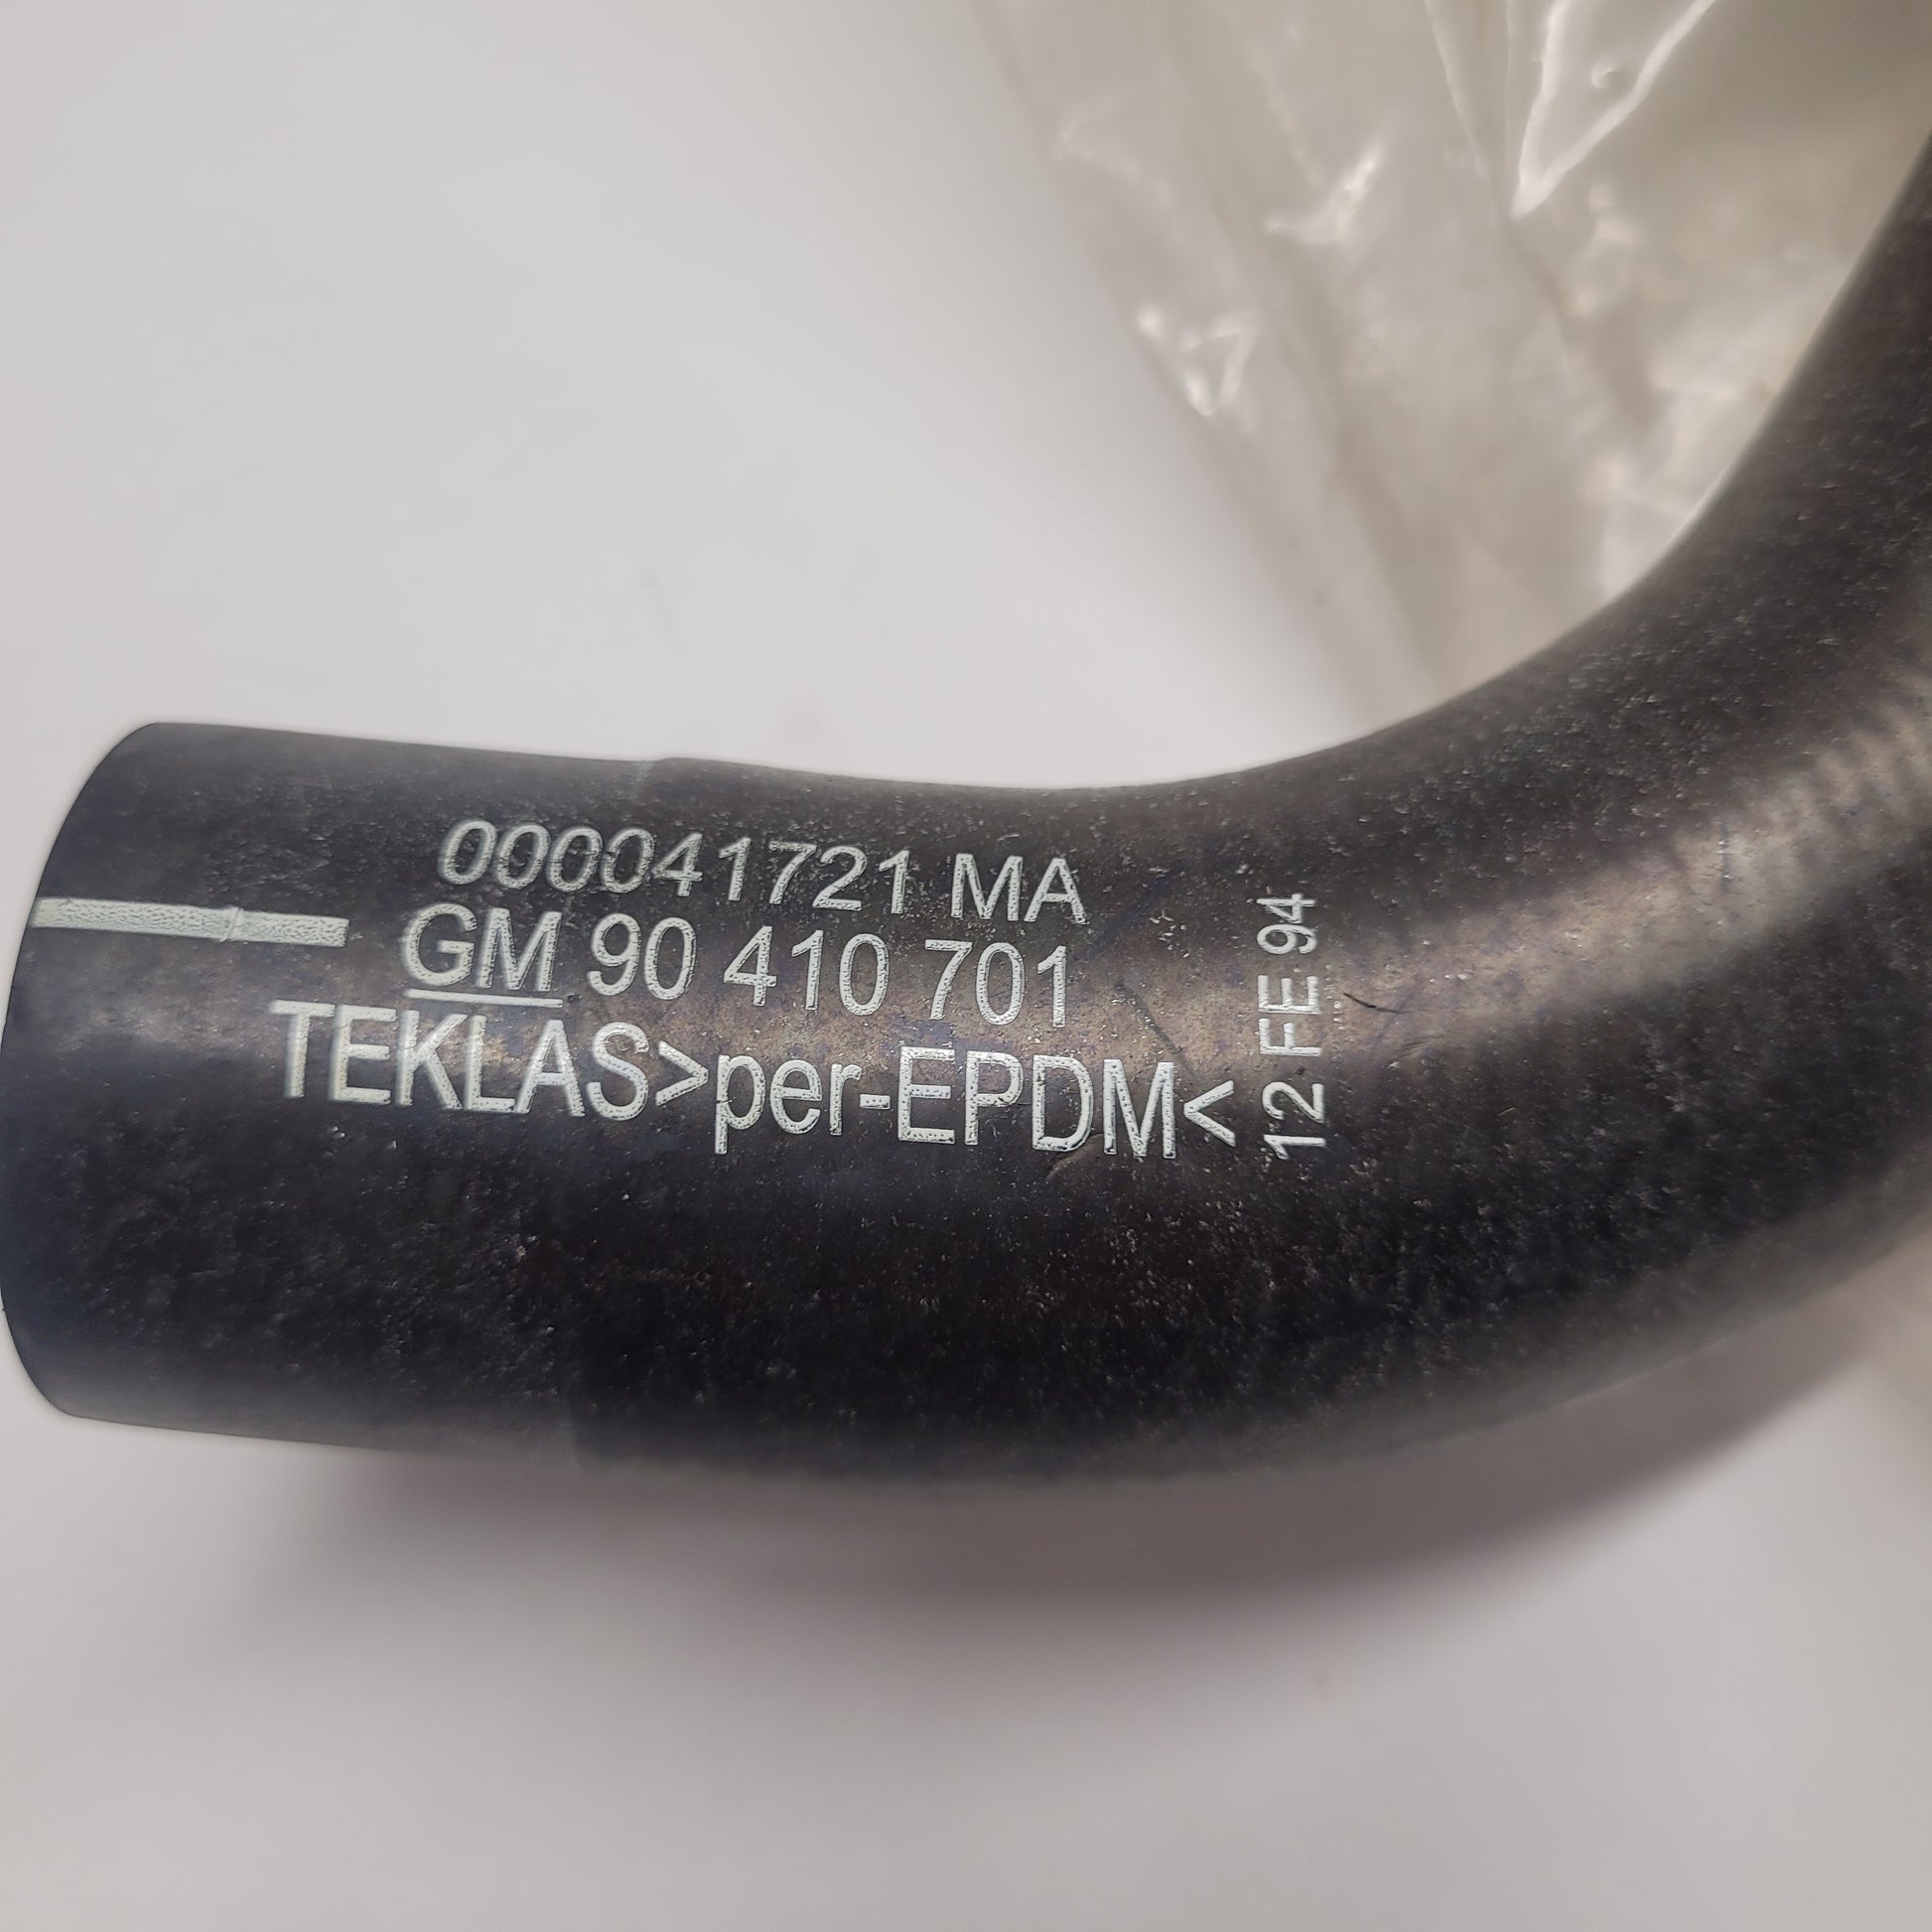 000041721 MA
GM 90 410 701
TEKLAS>per-EPDM<
12 FE 94